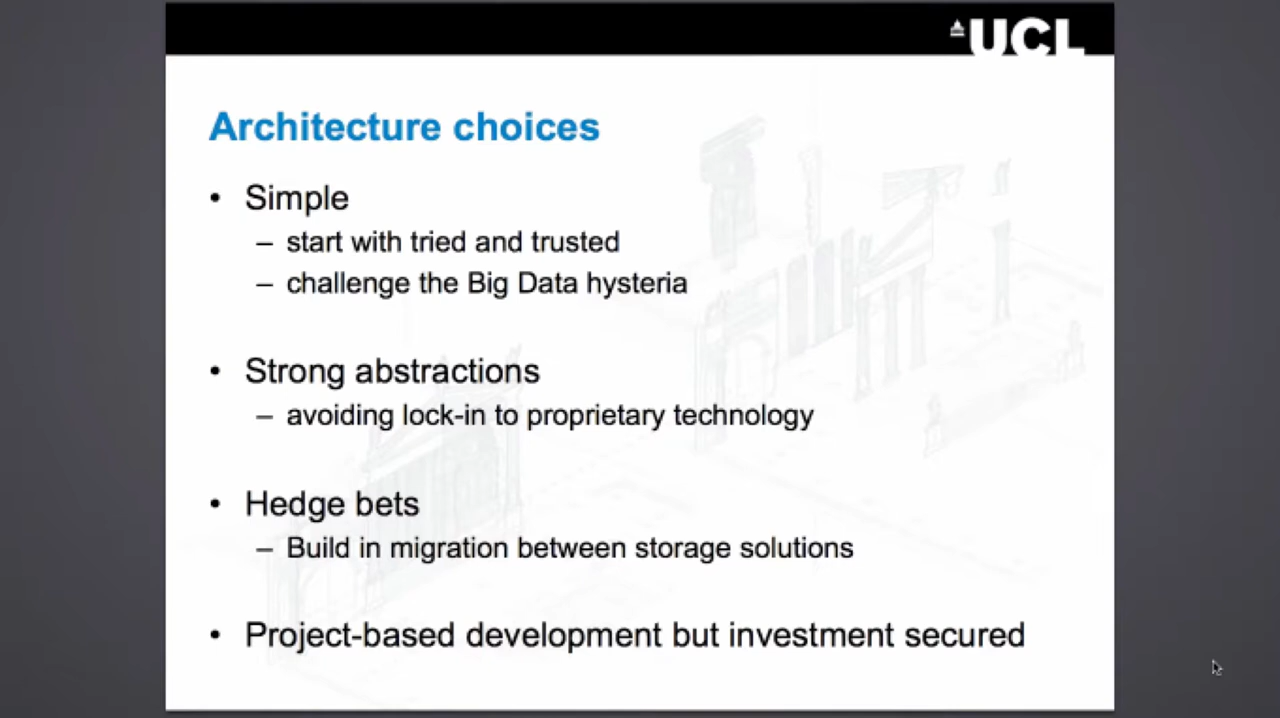 UCL
Architecture choices
• Simple
– start with tried and trusted
– challenge the Big Data hysteria
• Strong abstractions
– avoiding lock-in to proprietary technology
• Hedge bets
– Build in migration between storage solutions
• Project-based development but investment secured